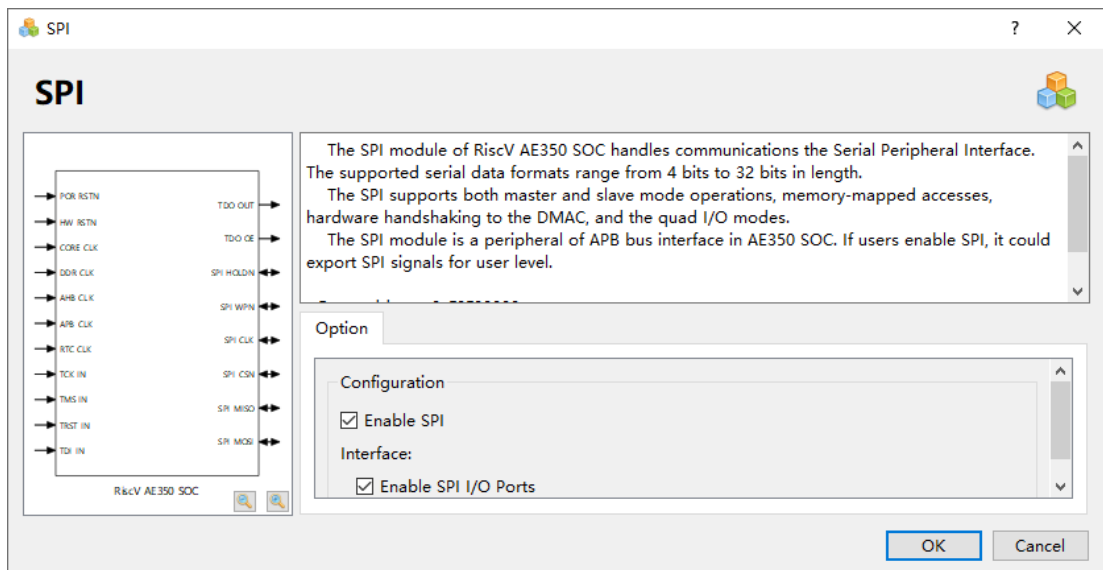 SPI
?
SPI
POR RSTN
HW RSTN
CORE CLK
DDR CLK
AHB CLK
APB CLK
RTC CLK
TCK IN
TMS IN
TRST IN
TDI IN
TDO OUT
TDO OE
SPI HOLDN
SPI WPN
SPI CLK
SPI CSN
SPI MISO
SPI MOSI
RiscV AE350 SOC
The SPI module of RiscV AE350 SOC handles communications the Serial Peripheral Interface.
The supported serial data formats range from 4 bits to 32 bits in length.
The SPI supports both master and slave mode operations, memory-mapped accesses,
hardware handshaking to the DMAC, and the quad I/O modes.
The SPI module is a peripheral of APB bus interface in AE350 SOC. If users enable SPI, it could
export SPI signals for user level.
Option
Configuration
Enable SPI
Interface:
Enable SPI I/O Ports
OK
Cancel